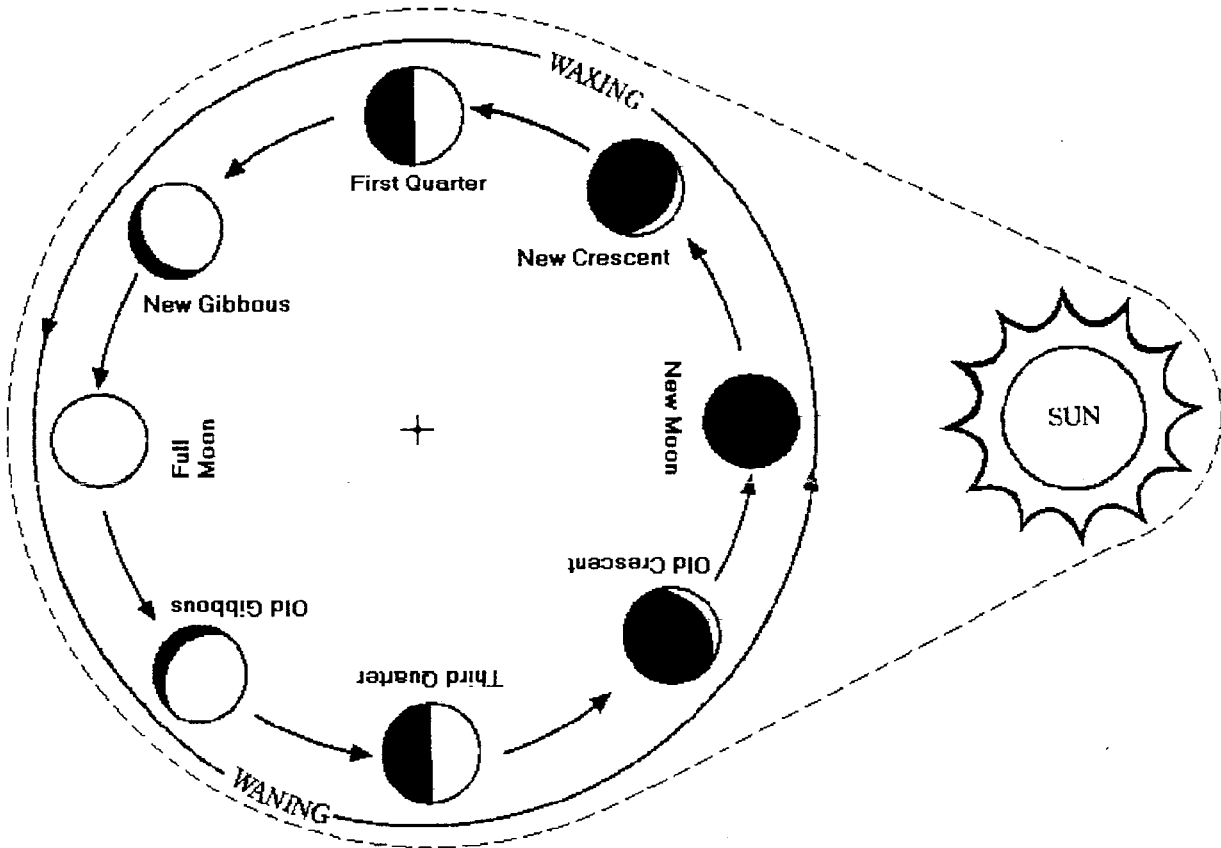 WAXING
First Quarter
New Crescent
New Gibbous
New Moon
SUN
Full
Moon
Old Crescent
Old Gibbous
Third Quarter
WANING